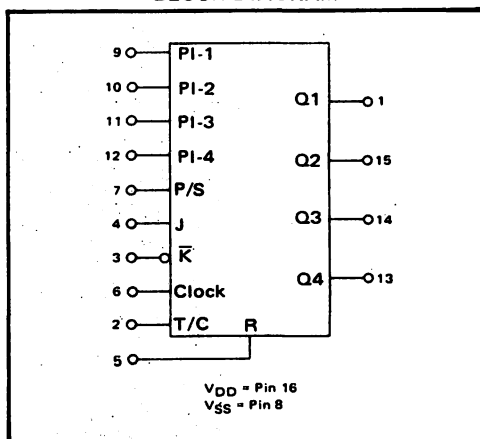 9 PI-1
10 PI-2
11 PI-3
12 PI-4
7 P/S
4 J
3 K̅
6 Clock
2 T/C
5 R
Q1 1
Q2 15
Q3 14
Q4 13
VDD = Pin 16
VSS = Pin 8